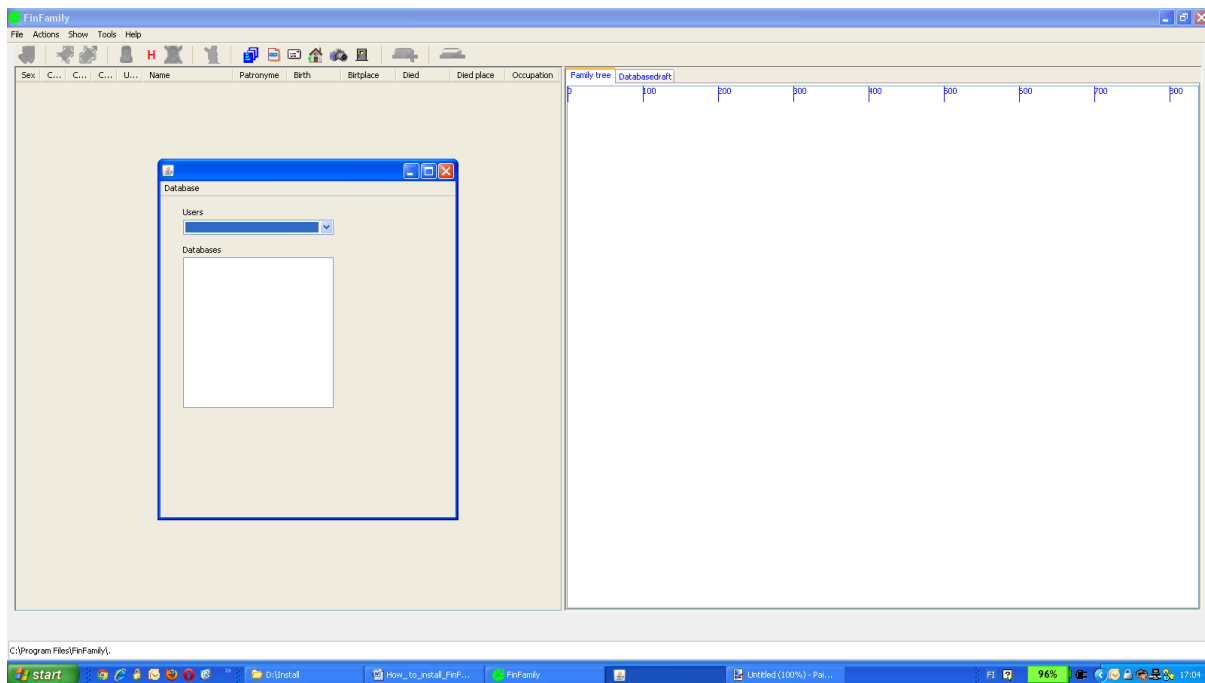 FinFamily
File Actions Show Tools Help
H
Sex C... C... C... U... Name Patronyme Birth Birtplace Died Died place Occupation
Family tree Databasedraft
0 100 200 300 400 500 600 700 800
Database
Users
Databases
C:\Program Files\FinFamily\.
start D:\Install How_to_install_FinF... FinFamily Untitled (100%) - Pai... FI 96% 17:04